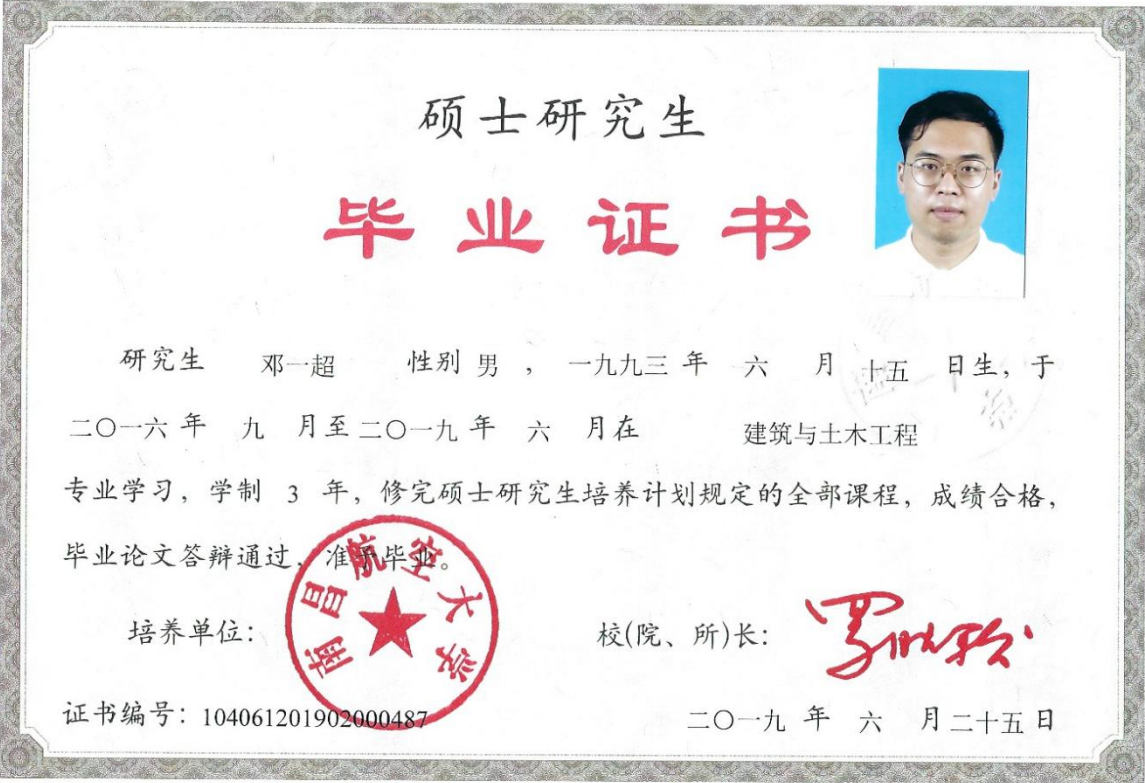 硕士研究生
毕业证书
研究生 邓一超 性别 男 ，一九九三 年 六 月 十五 日生，于
二〇一六 年 九 月至 二〇一九 年 六 月在 建筑与土木工程
专业学习，学制 3 年，修完硕士研究生培养计划规定的全部课程，成绩合格，
毕业论文答辩通过，准予毕业。
南昌航空大学
培养单位： 校(院、所)长：
证书编号：104061201902000487 二〇一九 年 六 月二十五日